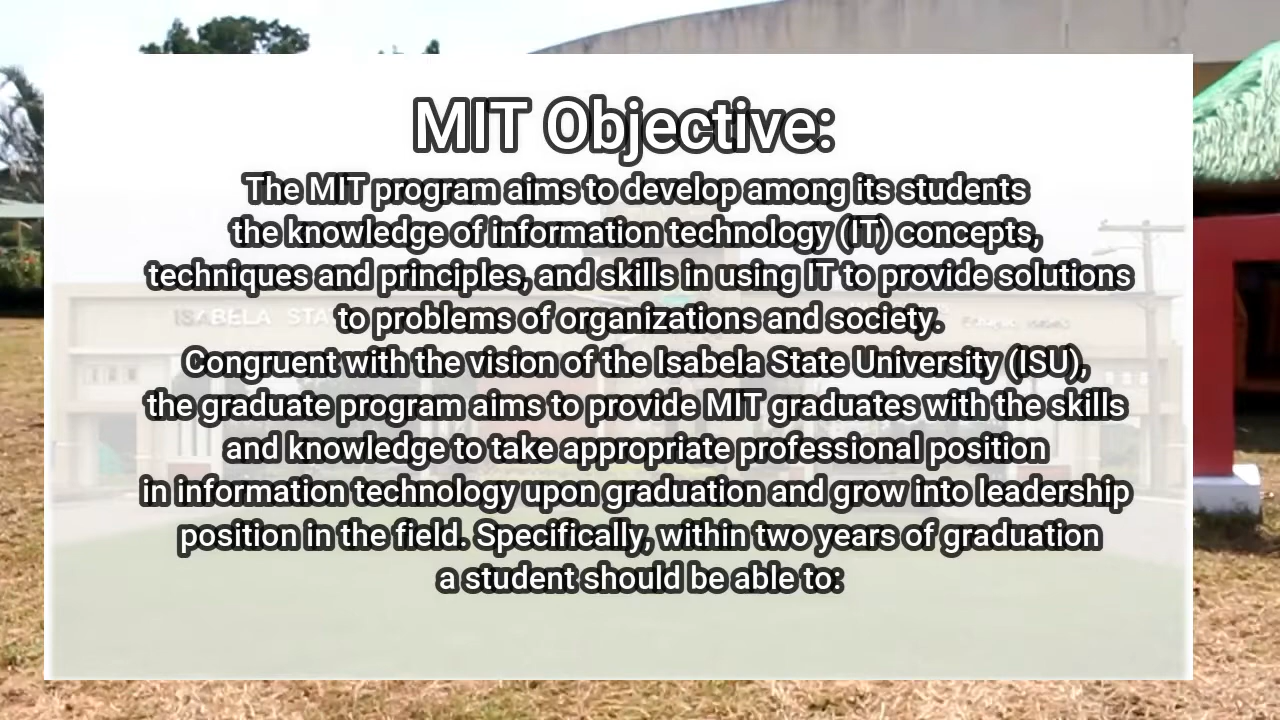 MIT Objective:
The MIT program aims to develop among its students
the knowledge of information technology (IT) concepts,
techniques and principles, and skills in using IT to provide solutions
to problems of organizations and society.
Congruent with the vision of the Isabela State University (ISU),
the graduate program aims to provide MIT graduates with the skills
and knowledge to take appropriate professional position
in information technology upon graduation and grow into leadership
position in the field. Specifically, within two years of graduation
a student should be able to:
ISABELA STA